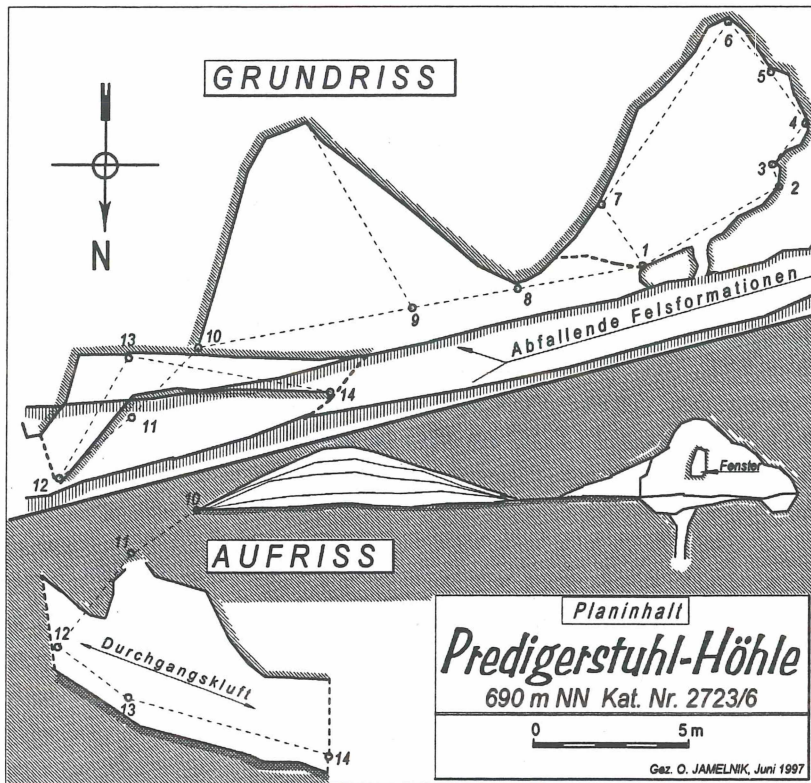 GRUNDRISS
N
6
5
4
3
2
7
1
8
9
10
13
14
11
12
Abfallende Felsformationen
10
Fenster
11
AUFRISS
12
Durchgangskluft
13
14
Planinhalt
Predigerstuhl-Höhle
690 m NN Kat. Nr. 2723/6
0 5m
Gez. O. JAMELNIK, Juni 1997